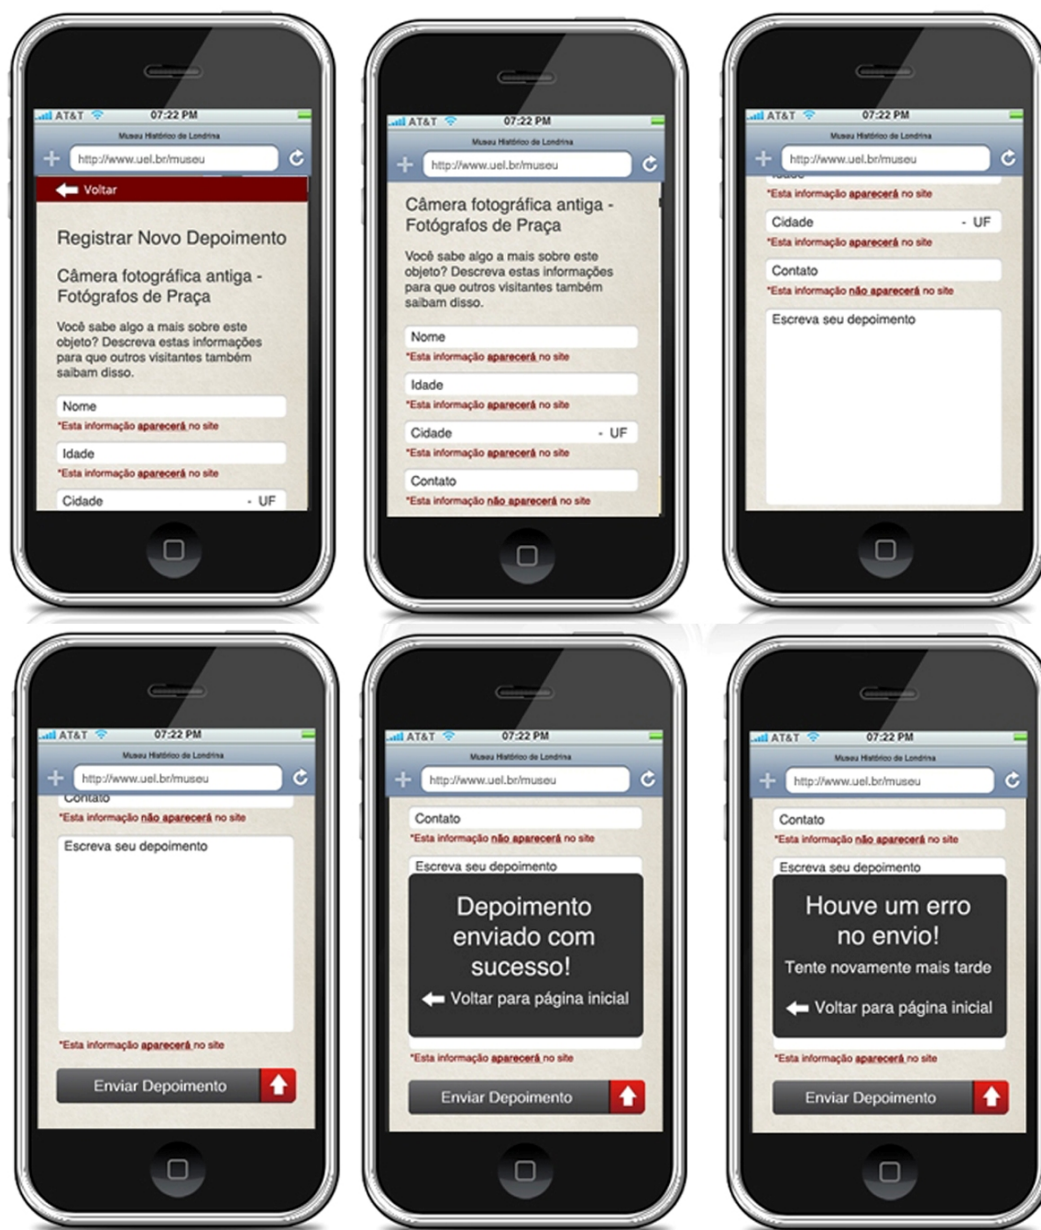 AT&T 07:22 PM
Museu Histórico de Londrina
http://www.uel.br/museu
Voltar
Registrar Novo Depoimento
Câmera fotográfica antiga -
Fotógrafos de Praça
Você sabe algo a mais sobre este
objeto? Descreva estas informações
para que outros visitantes também
saibam disso.
Nome
*Esta informação aparecerá no site
Idade
*Esta informação aparecerá no site
Cidade - UF
AT&T 07:22 PM
Museu Histórico de Londrina
http://www.uel.br/museu
Câmera fotográfica antiga -
Fotógrafos de Praça
Você sabe algo a mais sobre este
objeto? Descreva estas informações
para que outros visitantes também
saibam disso.
Nome
*Esta informação aparecerá no site
Idade
*Esta informação aparecerá no site
Cidade - UF
*Esta informação aparecerá no site
Contato
*Esta informação não aparecerá no site
AT&T 07:22 PM
Museu Histórico de Londrina
http://www.uel.br/museu
Idade
*Esta informação aparecerá no site
Cidade - UF
*Esta informação aparecerá no site
Contato
*Esta informação não aparecerá no site
Escreva seu depoimento
AT&T 07:22 PM
Museu Histórico de Londrina
http://www.uel.br/museu
Contato
*Esta informação não aparecerá no site
Escreva seu depoimento
*Esta informação aparecerá no site
Enviar Depoimento
AT&T 07:22 PM
Museu Histórico de Londrina
http://www.uel.br/museu
Contato
*Esta informação não aparecerá no site
Escreva seu depoimento
Depoimento
enviado com
sucesso!
Voltar para página inicial
*Esta informação aparecerá no site
Enviar Depoimento
AT&T 07:22 PM
Museu Histórico de Londrina
http://www.uel.br/museu
Contato
*Esta informação não aparecerá no site
Escreva seu depoimento
Houve um erro
no envio!
Tente novamente mais tarde
Voltar para página inicial
*Esta informação aparecerá no site
Enviar Depoimento